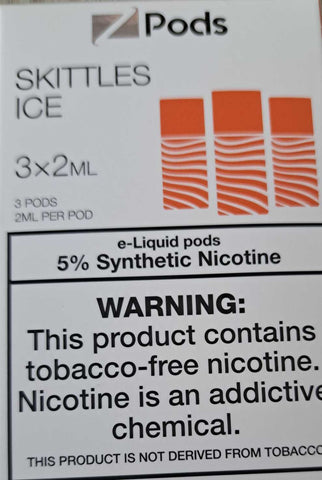 Z Pods
SKITTLES
ICE
3×2ML
3 PODS
2ML PER POD
e-Liquid pods
5% Synthetic Nicotine
WARNING:
This product contains
tobacco-free nicotine.
Nicotine is an addictive
chemical.
THIS PRODUCT IS NOT DERIVED FROM TOBACCO